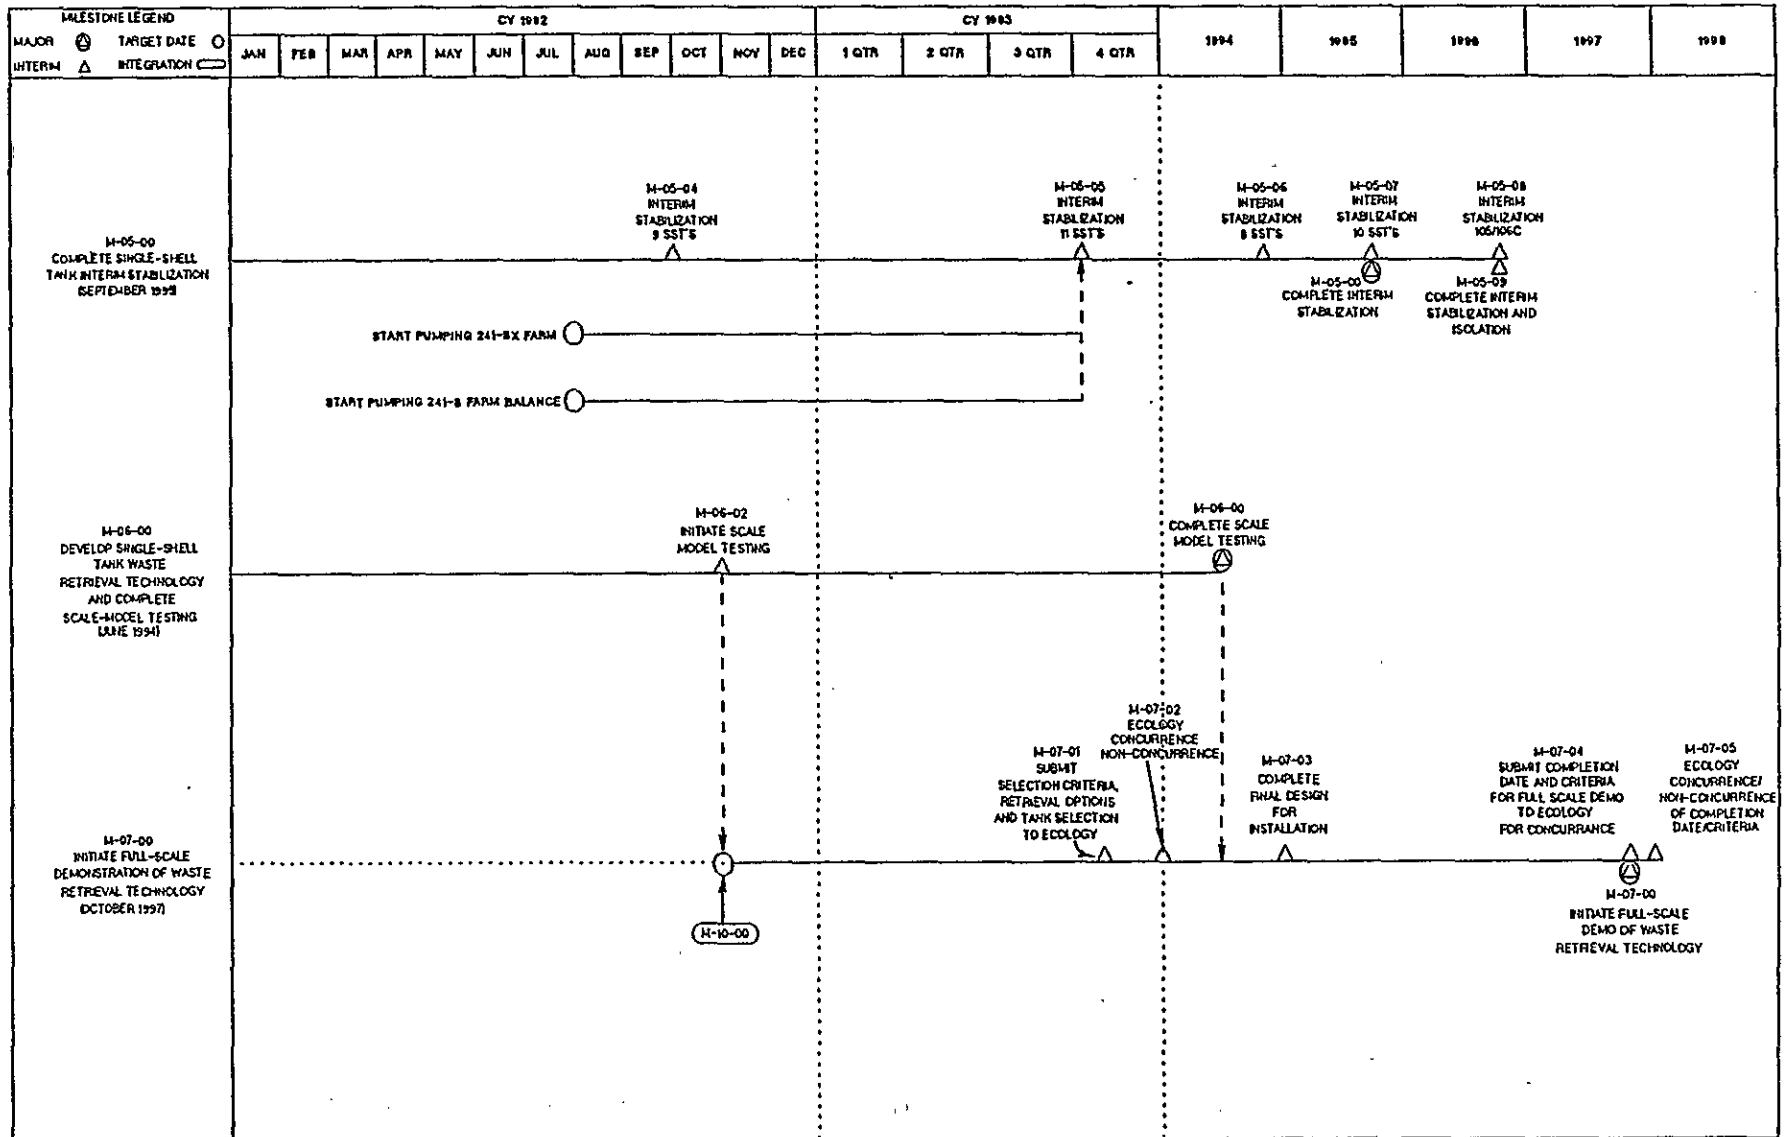 MILESTONE LEGEND
MAJOR TARGET DATE
INTERIM INTEGRATION
CY 1992
CY 1993
1994
1995
1996
1997
1998
JAN FEB MAR APR MAY JUN JUL AUG SEP OCT NOV DEC 1 QTR 2 QTR 3 QTR 4 QTR
M-05-00
COMPLETE SINGLE-SHELL
TANK INTERIM STABILIZATION
(SEPTEMBER 1995)
M-05-04
INTERIM
STABILIZATION
9 SST'S
M-05-05
INTERIM
STABILIZATION
11 SST'S
M-05-06
INTERIM
STABILIZATION
8 SST'S
M-05-07
INTERIM
STABILIZATION
10 SST'S
M-05-08
INTERIM
STABILIZATION
105/106C
M-05-00
COMPLETE INTERIM
STABILIZATION
M-05-09
COMPLETE INTERIM
STABILIZATION AND
ISOLATION
START PUMPING 241-BX FARM
START PUMPING 241-S FARM BALANCE
M-06-00
DEVELOP SINGLE-SHELL
TANK WASTE
RETRIEVAL TECHNOLOGY
AND COMPLETE
SCALE-MODEL TESTING
(JUNE 1994)
M-06-02
INITIATE SCALE
MODEL TESTING
M-06-00
COMPLETE SCALE
MODEL TESTING
M-07-00
INITIATE FULL-SCALE
DEMONSTRATION OF WASTE
RETRIEVAL TECHNOLOGY
(OCTOBER 1997)
M-10-00
M-07-01
SUBMIT
SELECTION CRITERIA,
RETRIEVAL OPTIONS
AND TANK SELECTION
TO ECOLOGY
M-07-02
ECOLOGY
CONCURRENCE
NON-CONCURRENCE
M-07-03
COMPLETE
FINAL DESIGN
FOR
INSTALLATION
M-07-04
SUBMIT COMPLETION
DATE AND CRITERIA
FOR FULL SCALE DEMO
TO ECOLOGY
FOR CONCURRANCE
M-07-05
ECOLOGY
CONCURRENCE/
NON-CONCURRENCE
OF COMPLETION
DATE/CRITERIA
M-07-00
INITIATE FULL-SCALE
DEMO OF WASTE
RETRIEVAL TECHNOLOGY